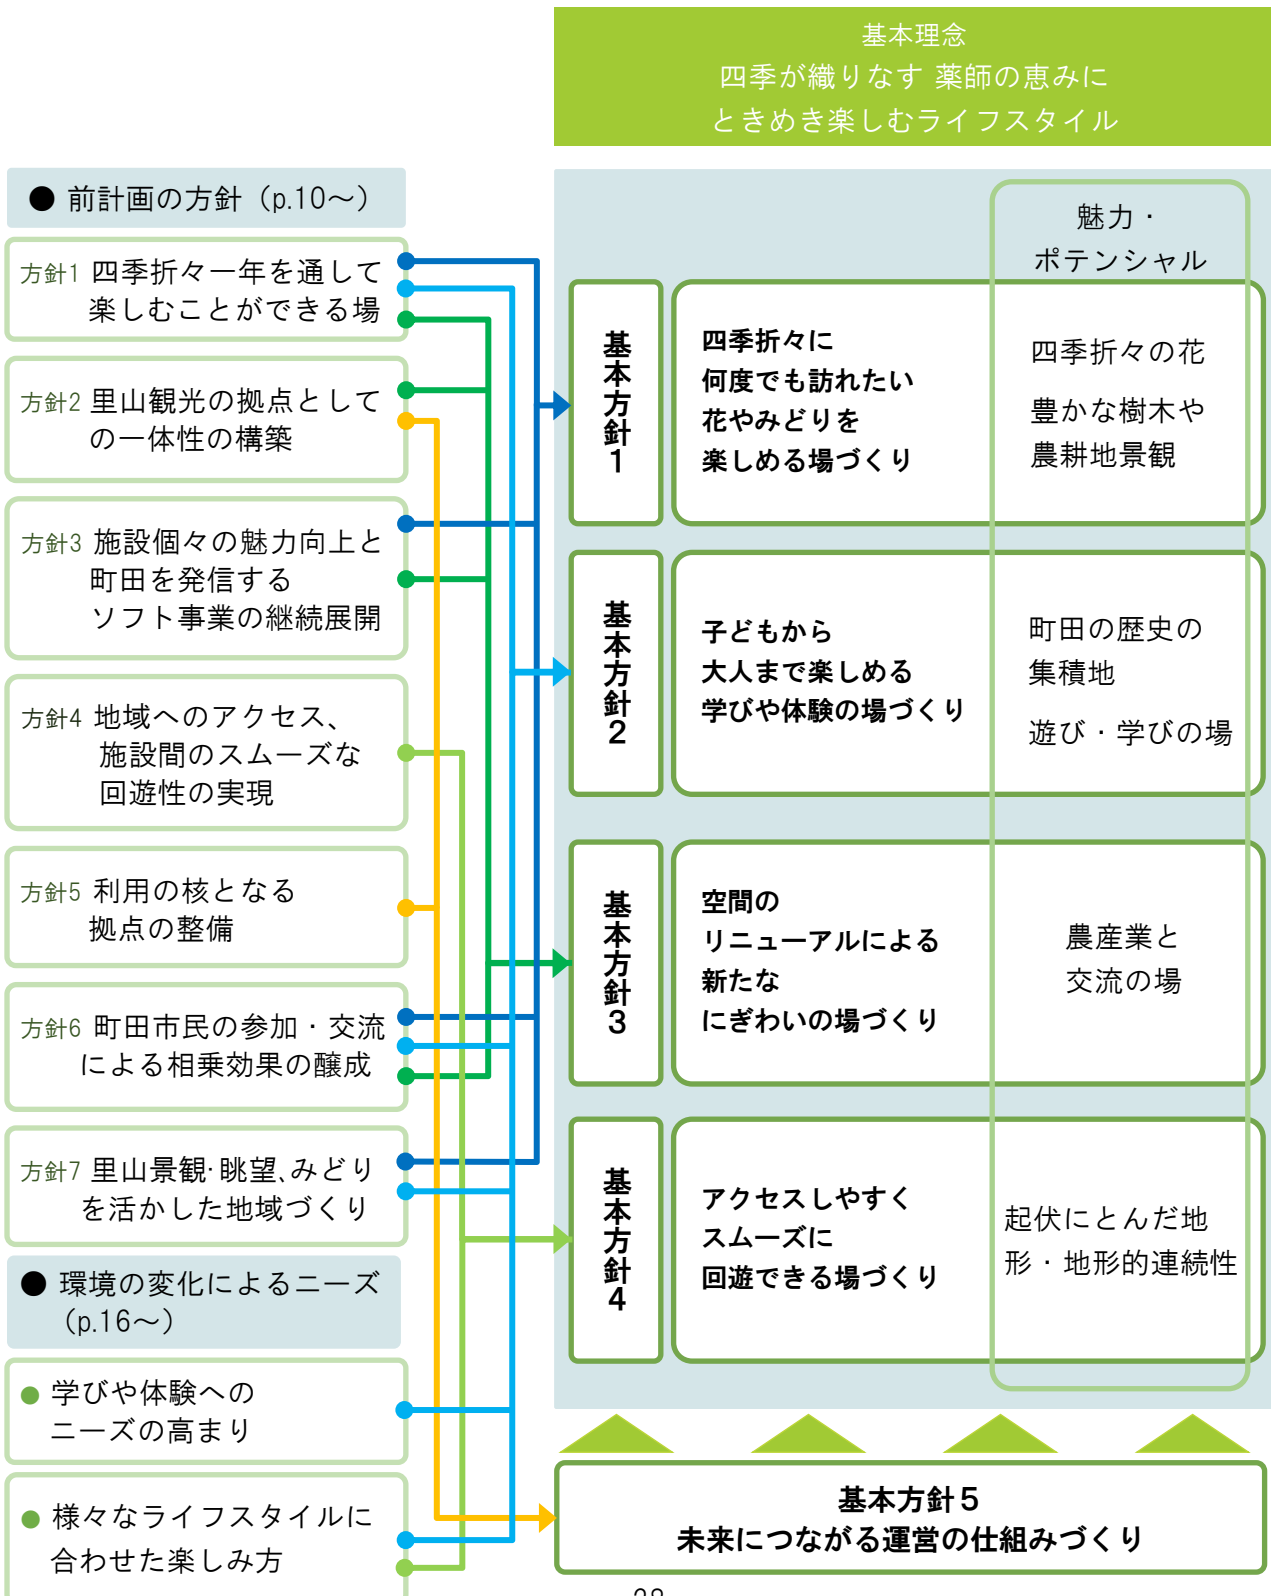 基本理念
四季が織りなす 薬師の恵みに
ときめき楽しむライフスタイル
● 前計画の方針（p.10～）
方針1 四季折々一年を通して
楽しむことができる場
方針2 里山観光の拠点として
の一体性の構築
方針3 施設個々の魅力向上と
町田を発信する
ソフト事業の継続展開
方針4 地域へのアクセス、
施設間のスムーズな
回遊性の実現
方針5 利用の核となる
拠点の整備
方針6 町田市民の参加・交流
による相乗効果の醸成
方針7 里山景観・眺望、みどり
を活かした地域づくり
● 環境の変化によるニーズ
（p.16～）
● 学びや体験への
ニーズの高まり
● 様々なライフスタイルに
合わせた楽しみ方
魅力・
ポテンシャル
基本方針1
四季折々に
何度でも訪れたい
花やみどりを
楽しめる場づくり
四季折々の花
豊かな樹木や
農耕地景観
基本方針2
子どもから
大人まで楽しめる
学びや体験の場づくり
町田の歴史の
集積地
遊び・学びの場
基本方針3
空間の
リニューアルによる
新たな
にぎわいの場づくり
農産業と
交流の場
基本方針4
アクセスしやすく
スムーズに
回遊できる場づくり
起伏にとんだ地
形・地形的連続性
基本方針5
未来につながる運営の仕組みづくり